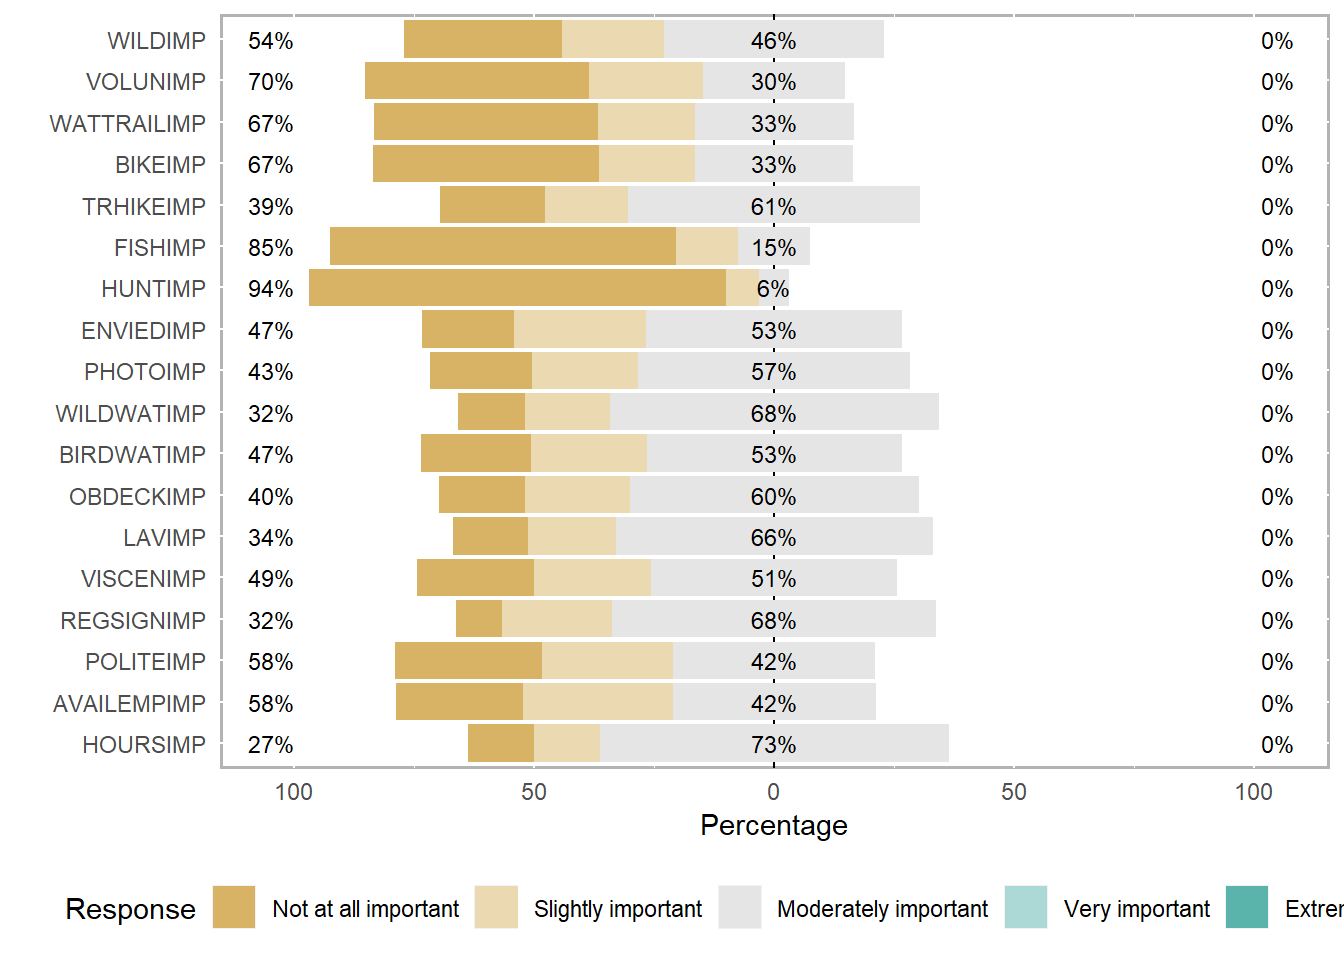 WILDIMP 54% 46% 0%
VOLUNIMP 70% 30% 0%
WATTRAILIMP 67% 33% 0%
BIKEIMP 67% 33% 0%
TRHIKEIMP 39% 61% 0%
FISHIMP 85% 15% 0%
HUNTIMP 94% 6% 0%
ENVIEDIMP 47% 53% 0%
PHOTOIMP 43% 57% 0%
WILDWATIMP 32% 68% 0%
BIRDWATIMP 47% 53% 0%
OBDECKIMP 40% 60% 0%
LAVIMP 34% 66% 0%
VISCENIMP 49% 51% 0%
REGSIGNIMP 32% 68% 0%
POLITEIMP 58% 42% 0%
AVAILEMPIMP 58% 42% 0%
HOURSIMP 27% 73% 0%
100 50 0 50 100
Percentage
Response Not at all important Slightly important Moderately important Very important Extrer